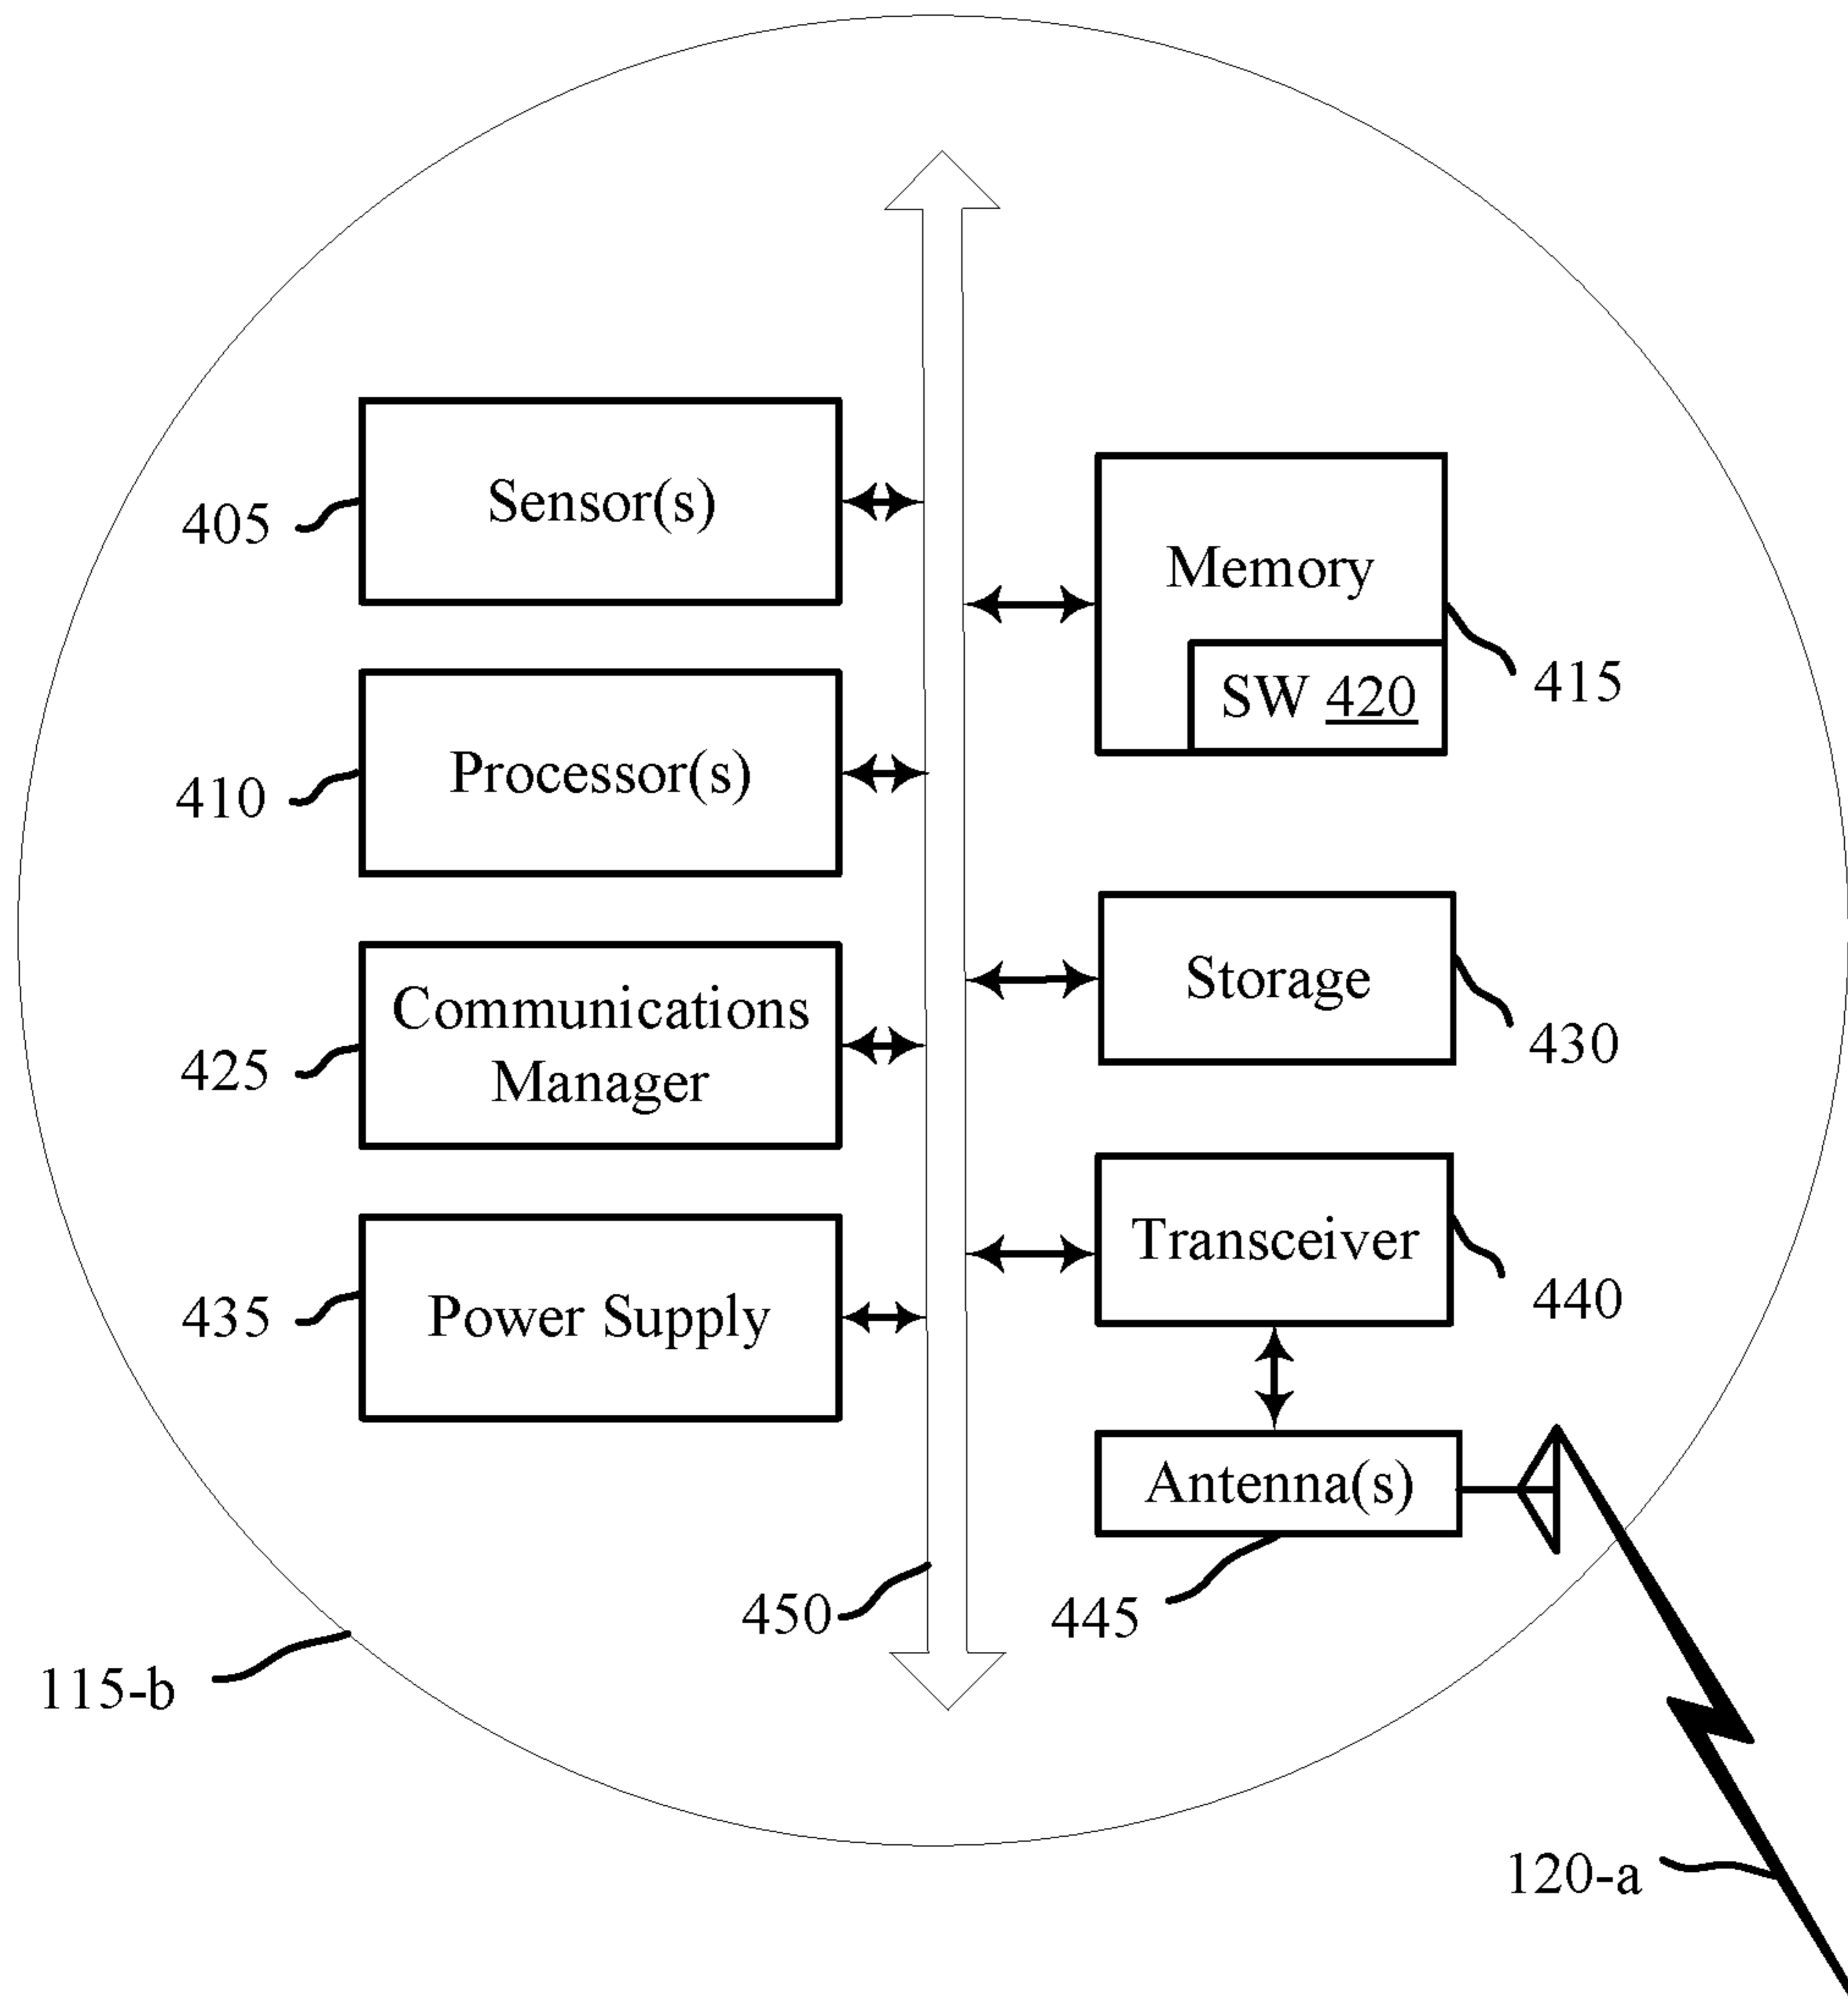 Sensor(s)
405
Memory
SW 420
415
Processor(s)
410
Communications
Manager
425
Storage
430
Power Supply
435
Transceiver
440
Antenna(s)
445
450
115-b
120-a